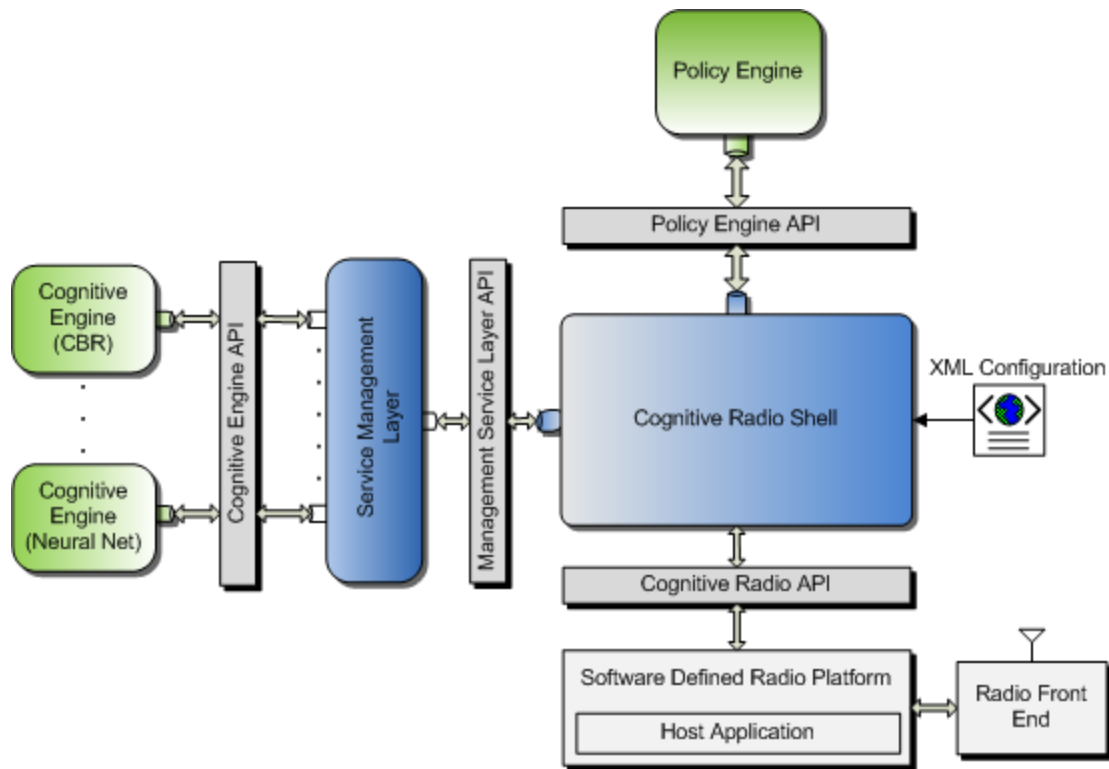 Policy Engine
Policy Engine API
Cognitive
Engine
(CBR)
Cognitive
Engine
(Neural Net)
Cognitive Engine API
Service Management
Layer
Management Service Layer API
Cognitive Radio Shell
XML Configuration
Cognitive Radio API
Software Defined Radio Platform
Host Application
Radio Front
End